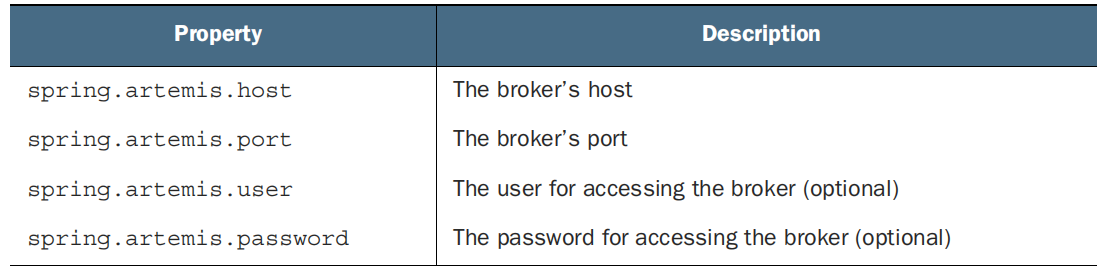 Property Description
spring.artemis.host The broker’s host
spring.artemis.port The broker’s port
spring.artemis.user The user for accessing the broker (optional)
spring.artemis.password The password for accessing the broker (optional)